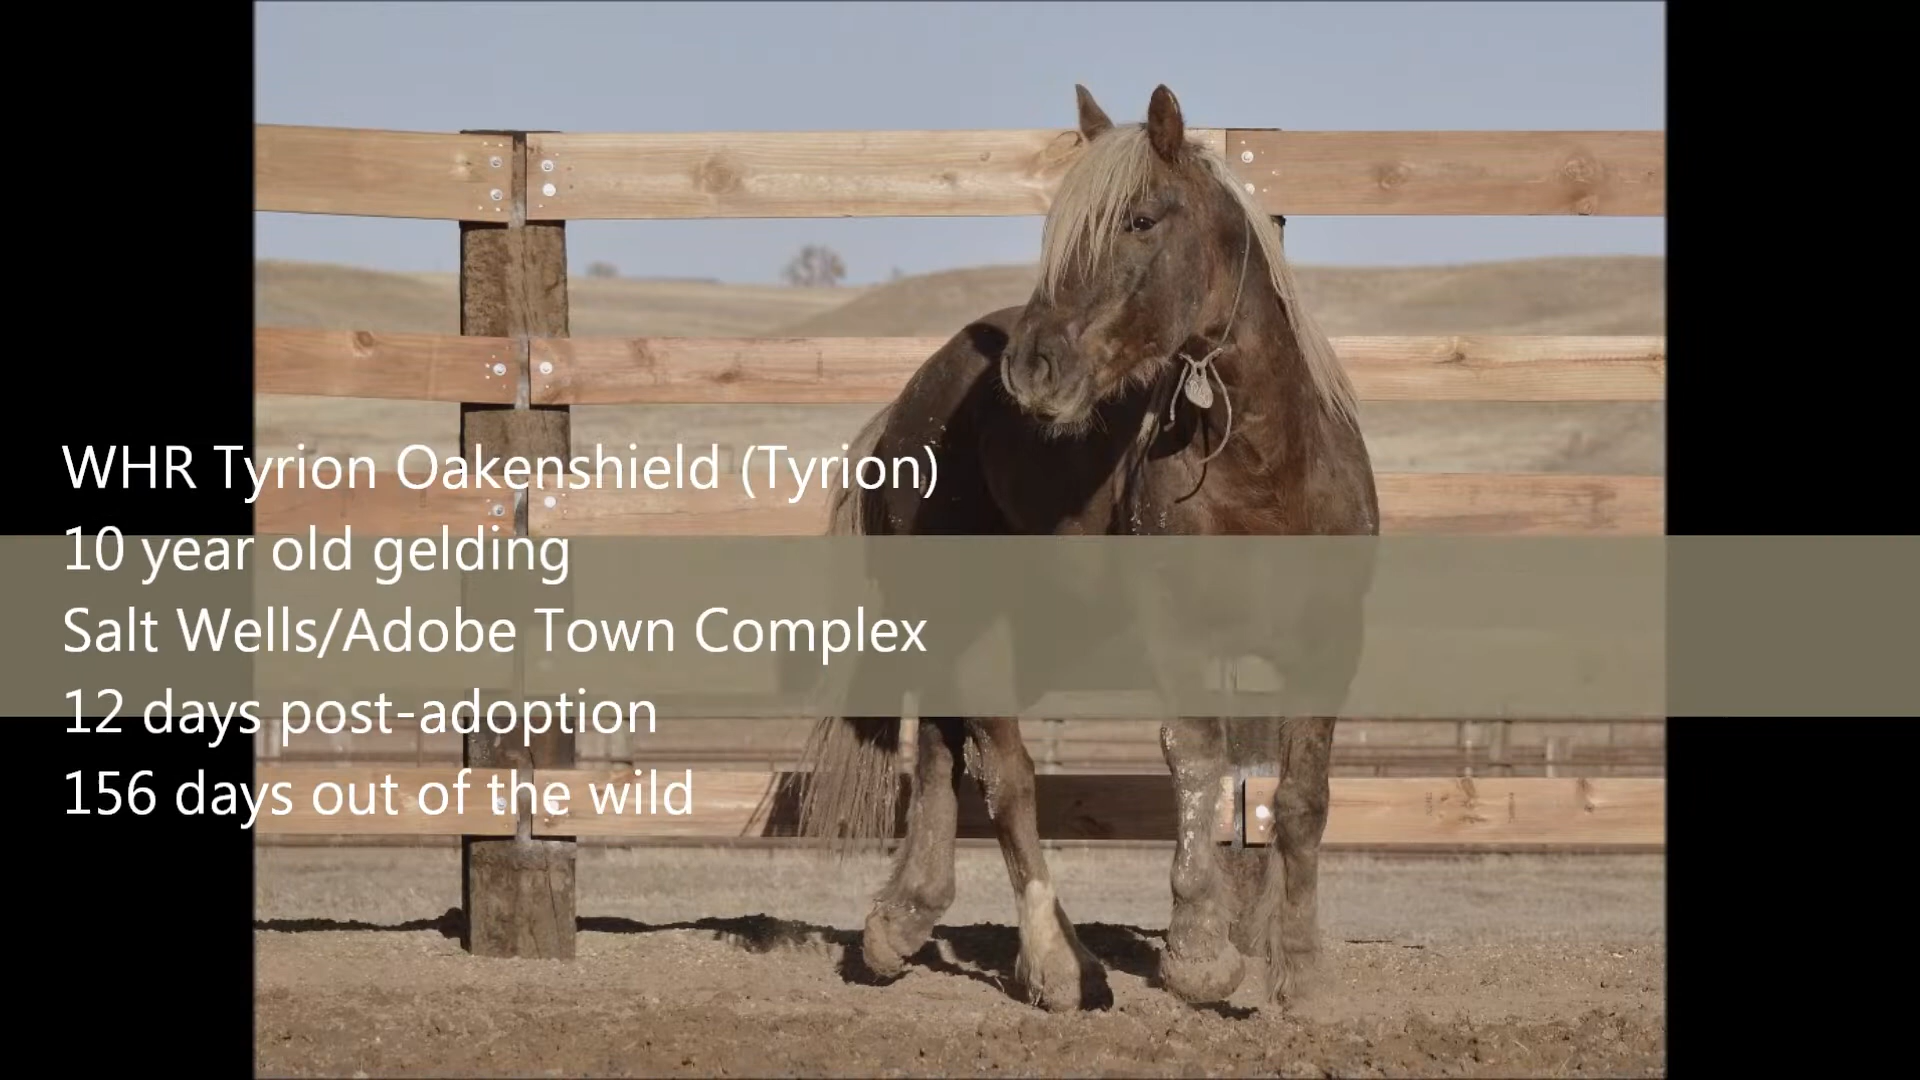 WHR Tyrion Oakenshield (Tyrion)
10 year old gelding
Salt Wells/Adobe Town Complex
12 days post-adoption
156 days out of the wild